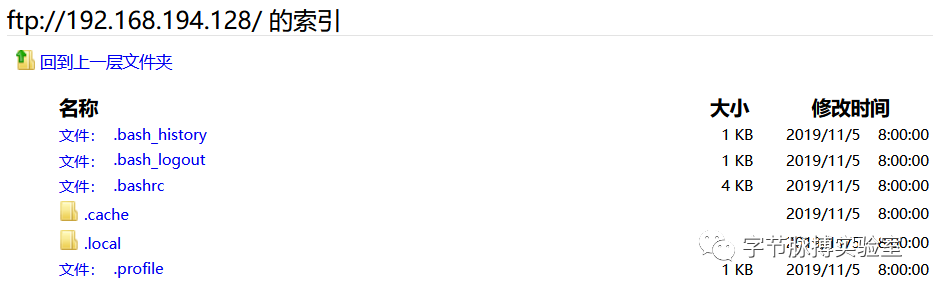 ftp://192.168.194.128/ 的索引
回到上一层文件夹
名称 大小 修改时间
文件： .bash_history 1 KB 2019/11/5 8:00:00
文件： .bash_logout 1 KB 2019/11/5 8:00:00
文件： .bashrc 4 KB 2019/11/5 8:00:00
.cache 2019/11/5 8:00:00
.local 2019/11/5 8:00:00
字节脉搏实验室
文件： .profile 1 KB 2019/11/5 8:00:00